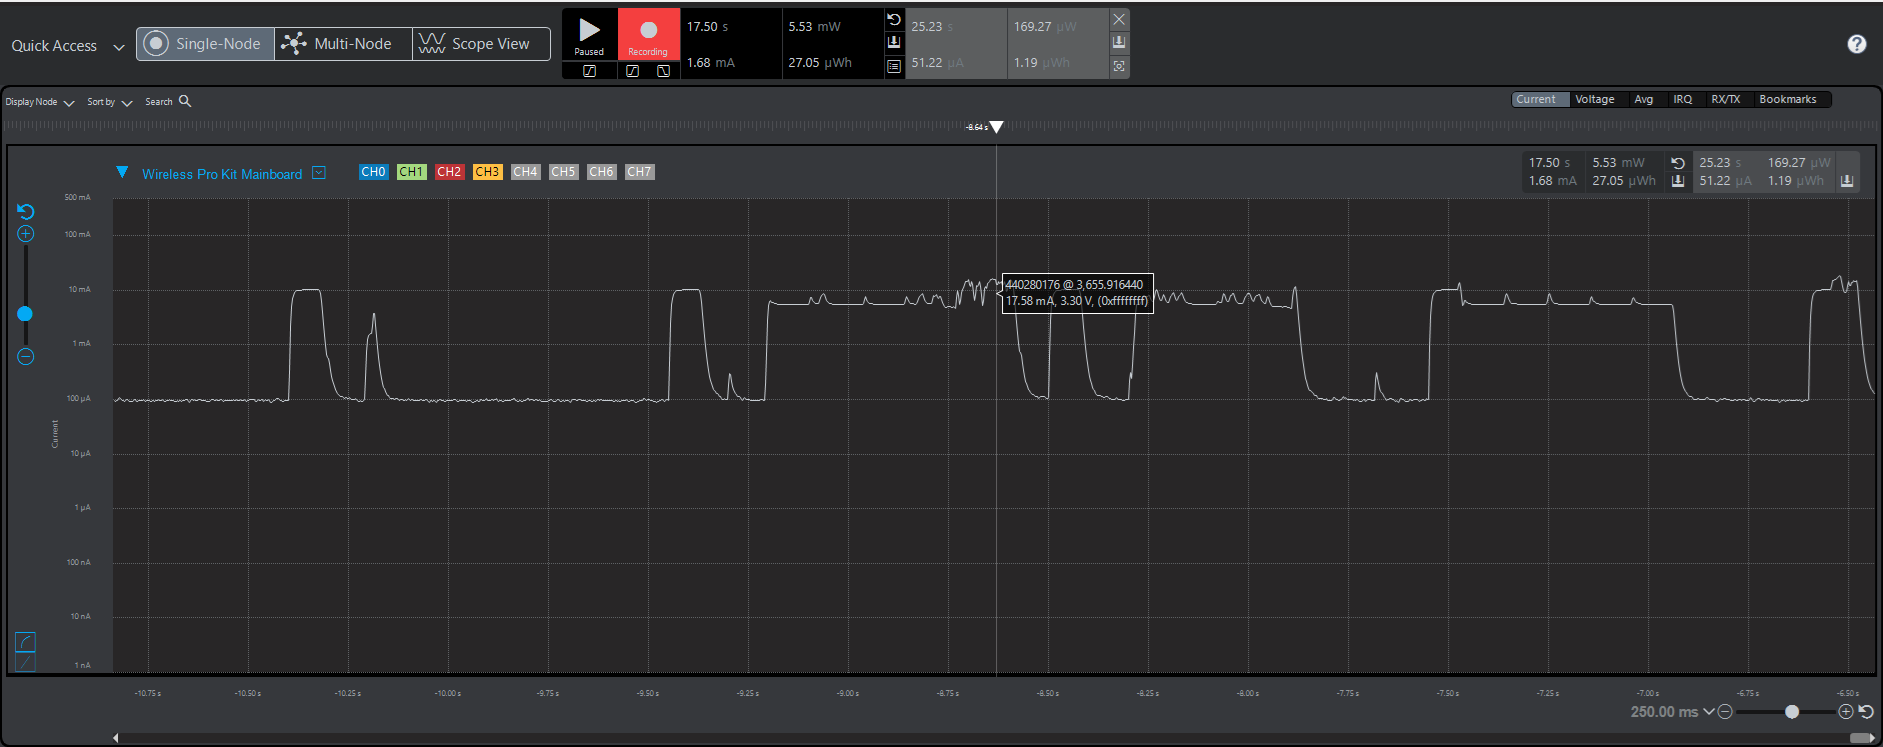 Quick Access
Single-Node
Multi-Node
Scope View
Paused
Recording
17.50 s
5.53 mW
1.68 mA
27.05 µWh
25.23 s
169.27 µW
51.22 µA
1.19 µWh
?
Display Node
Sort by
Search
Current
Voltage
Avg
IRQ
RX/TX
Bookmarks
-8.64 s
Wireless Pro Kit Mainboard
CH0
CH1
CH2
CH3
CH4
CH5
CH6
CH7
17.50 s
5.53 mW
25.23 s
169.27 µW
1.68 mA
27.05 µWh
51.22 µA
1.19 µWh
500 mA
100 mA
10 mA
1 mA
100 µA
10 µA
1 µA
100 nA
10 nA
1 nA
Current
440280176 @ 3,655.916440
17.58 mA, 3.30 V, (0xffffffff)
-10.75 s
-10.50 s
-10.25 s
-10.00 s
-9.75 s
-9.50 s
-9.25 s
-9.00 s
-8.75 s
-8.50 s
-8.25 s
-8.00 s
-7.75 s
-7.50 s
-7.25 s
-7.00 s
-6.75 s
-6.50 s
250.00 ms